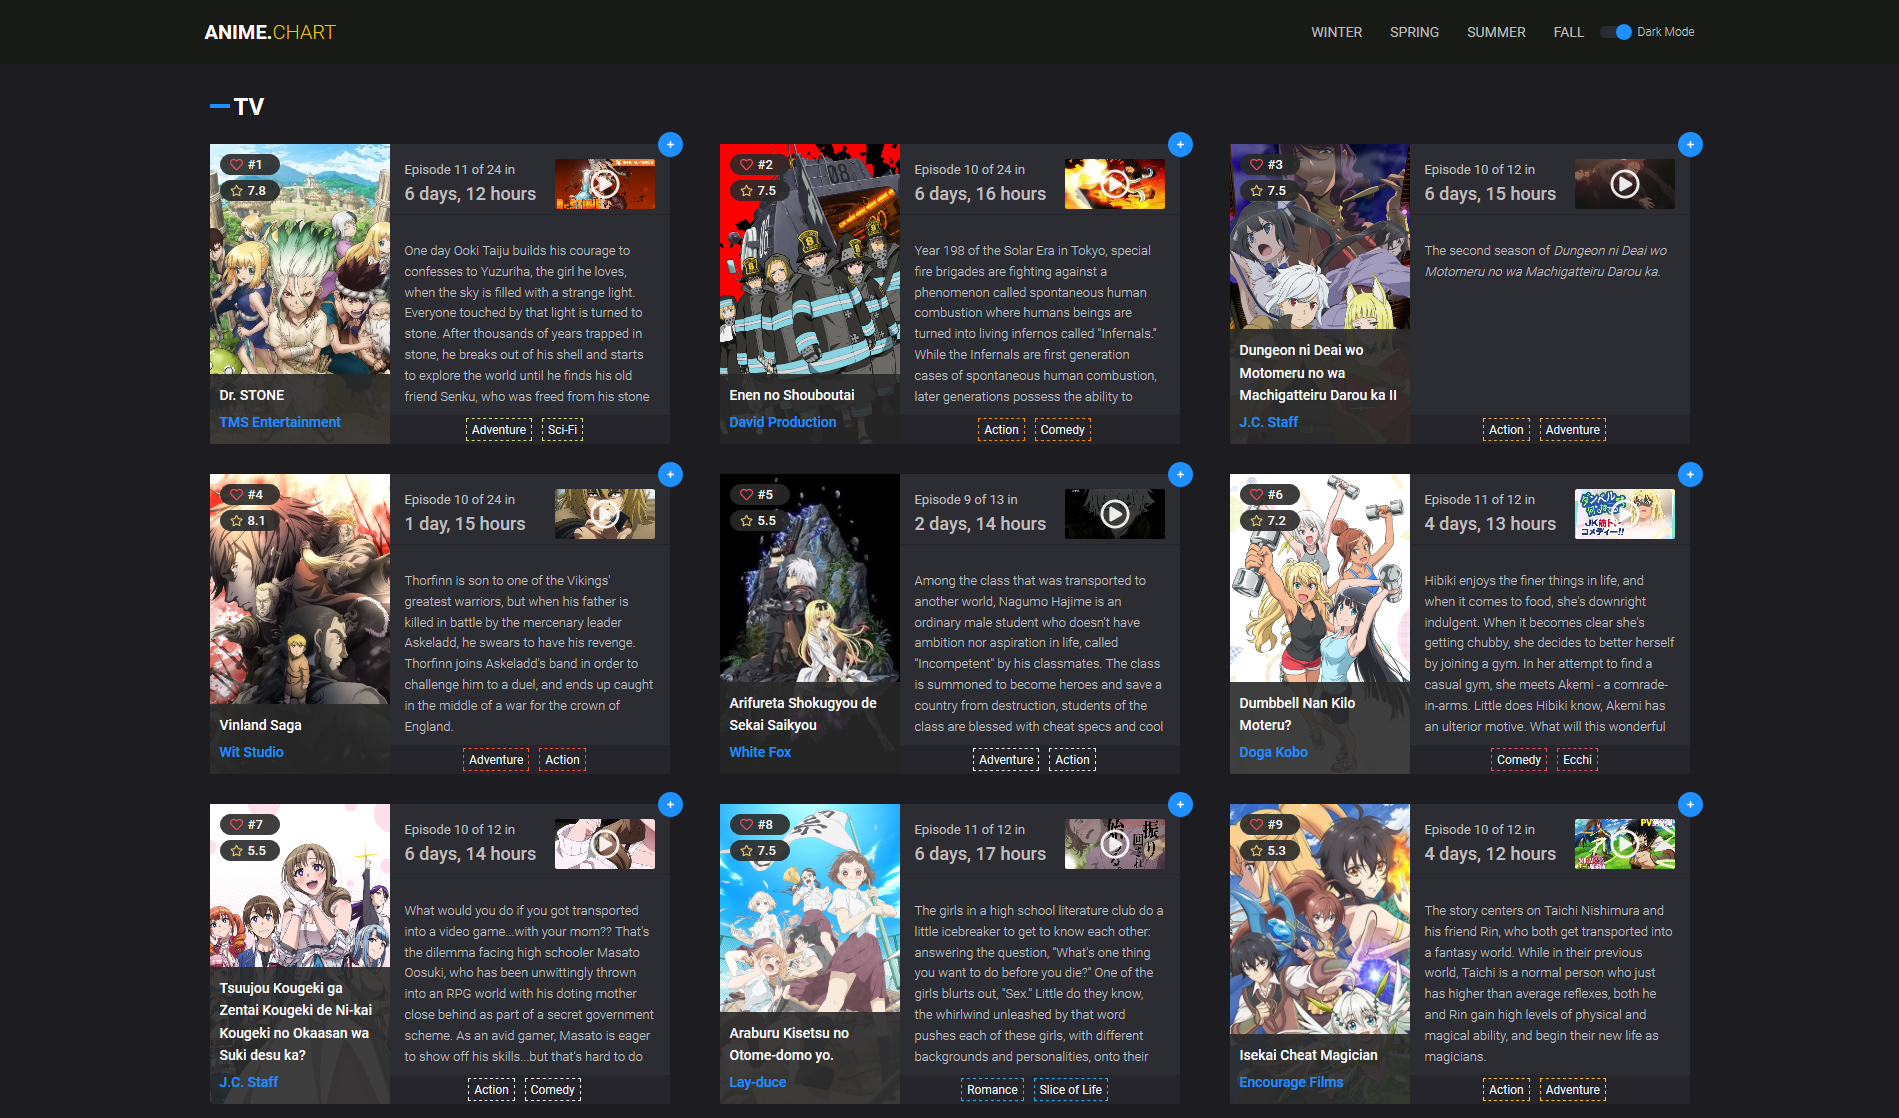 ANIME.CHART
WINTER SPRING SUMMER FALL Dark Mode
TV
#1
7.8
Episode 11 of 24 in
6 days, 12 hours
Dr.STONE
One day Ooki Taiju builds his courage to
confesses to Yuzuriha, the girl he loves,
when the sky is filled with a strange light.
Everyone touched by that light is turned to
stone. After thousands of years trapped in
stone, he breaks out of his shell and starts
to explore the world until he finds his old
friend Senku, who was freed from his stone
Dr. STONE
TMS Entertainment
Adventure Sci-Fi
#2
7.5
08
8
8
Episode 10 of 24 in
6 days, 16 hours
Year 198 of the Solar Era in Tokyo, special
fire brigades are fighting against a
phenomenon called spontaneous human
combustion where humans beings are
turned into living infernos called "Infernals."
While the Infernals are first generation
cases of spontaneous human combustion,
later generations possess the ability to
Enen no Shouboutai
David Production
Action Comedy
#3
7.5
Episode 10 of 12 in
6 days, 15 hours
The second season of Dungeon ni Deai wo
Motomeru no wa Machigatteiru Darou ka.
Dungeon ni Deai wo
Motomeru no wa
Machigatteiru Darou ka II
J.C. Staff
Action Adventure
#4
8.1
Episode 10 of 24 in
1 day, 15 hours
Thorfinn is son to one of the Vikings'
greatest warriors, but when his father is
killed in battle by the mercenary leader
Askeladd, he swears to have his revenge.
Thorfinn joins Askeladd's band in order to
challenge him to a duel, and ends up caught
in the middle of a war for the crown of
England.
Vinland Saga
Wit Studio
Adventure Action
#5
5.5
Episode 9 of 13 in
2 days, 14 hours
Among the class that was transported to
another world, Nagumo Hajime is an
ordinary male student who doesn't have
ambition nor aspiration in life, called
"Incompetent" by his classmates. The class
is summoned to become heroes and save a
country from destruction, students of the
class are blessed with cheat specs and cool
Arifureta Shokugyou de
Sekai Saikyou
White Fox
Adventure Action
#6
7.2
Episode 11 of 12 in
4 days, 13 hours
ダンベル
JK筋トレ
コメディー!!
Hibiki enjoys the finer things in life, and
when it comes to food, she's downright
indulgent. When it becomes clear she's
getting chubby, she decides to better herself
by joining a gym. In her attempt to find a
casual gym, she meets Akemi - a comrade-
in-arms. Little does Hibiki know, Akemi has
an ulterior motive. What will this wonderful
Dumbbell Nan Kilo
Moteru?
Doga Kobo
Comedy Ecchi
#7
5.5
Episode 10 of 12 in
6 days, 14 hours
What would you do if you got transported
into a video game...with your mom?? That's
the dilemma facing high schooler Masato
Oosuki, who has been unwittingly thrown
into an RPG world with his doting mother
close behind as part of a secret government
scheme. As an avid gamer, Masato is eager
to show off his skills...but that's hard to do
Tsuujou Kougeki ga
Zentai Kougeki de Ni-kai
Kougeki no Okaasan wa
Suki desu ka?
J.C. Staff
Action Comedy
#8
7.5
祭
Episode 11 of 12 in
6 days, 17 hours
振り
回され
The girls in a high school literature club do a
little icebreaker to get to know each other:
answering the question, "What's one thing
you want to do before you die?" One of the
girls blurts out, "Sex." Little do they know,
the whirlwind unleashed by that word
pushes each of these girls, with different
backgrounds and personalities, onto their
Araburu Kisetsu no
Otome-domo yo.
Lay-duce
Romance Slice of Life
#9
5.3
Episode 10 of 12 in
4 days, 12 hours
The story centers on Taichi Nishimura and
his friend Rin, who both get transported into
a fantasy world. While in their previous
world, Taichi is a normal person who just
has higher than average reflexes, both he
and Rin gain high levels of physical and
magical ability, and begin their new life as
magicians.
Isekai Cheat Magician
Encourage Films
Action Adventure